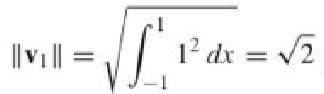 ‖v₁‖ = √(∫₋₁¹ 1² dx) = √2